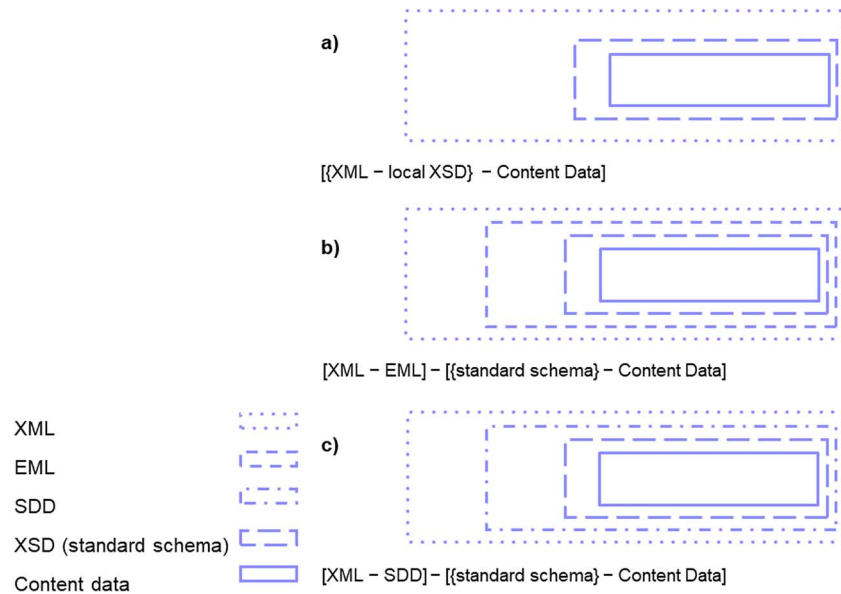 a)
[{XML − local XSD} − Content Data]
b)
[XML − EML] − [{standard schema} − Content Data]
XML
EML
SDD
XSD (standard schema)
Content data
c)
[XML − SDD] − [{standard schema} − Content Data]